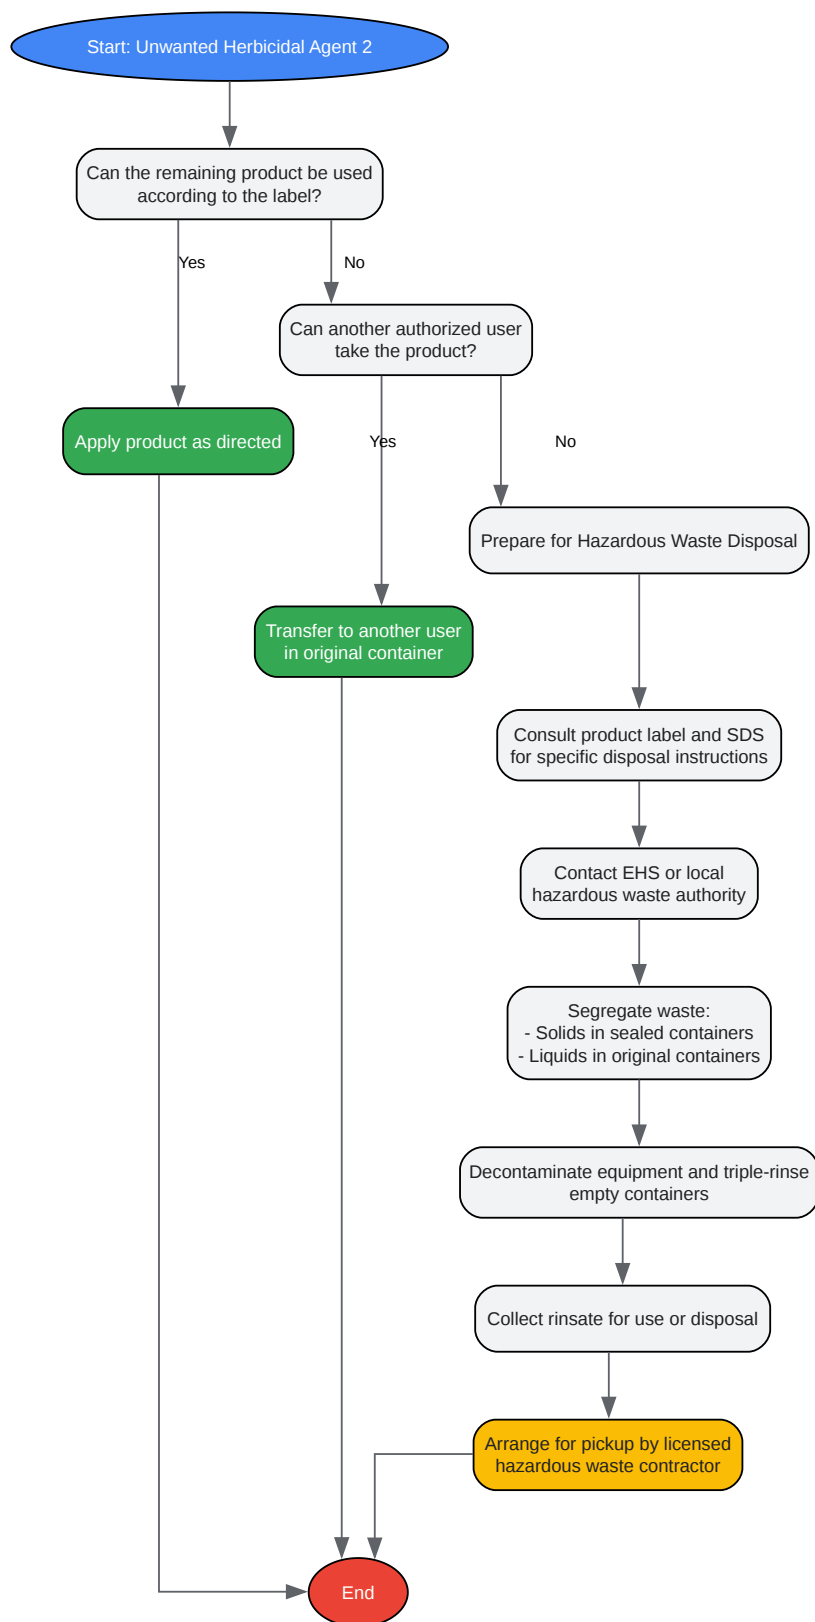 Start: Unwanted Herbicidal Agent 2
Can the remaining product be used
according to the label?
Yes
No
Can another authorized user
take the product?
Apply product as directed
Yes
No
Prepare for Hazardous Waste Disposal
Transfer to another user
in original container
Consult product label and SDS
for specific disposal instructions
Contact EHS or local
hazardous waste authority
Segregate waste:
- Solids in sealed containers
- Liquids in original containers
Decontaminate equipment and triple-rinse
empty containers
Collect rinsate for use or disposal
Arrange for pickup by licensed
hazardous waste contractor
End